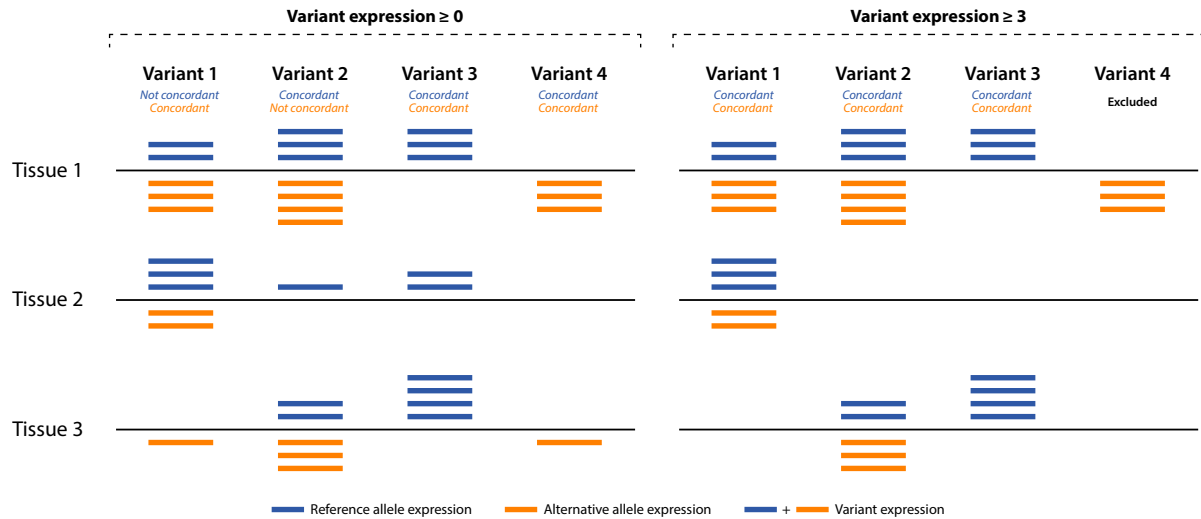 Variant expression ≥ 0
Variant expression ≥ 3
Variant 1
Variant 2
Variant 3
Variant 4
Variant 1
Variant 2
Variant 3
Variant 4
Not concordant
Concordant
Concordant
Concordant
Concordant
Concordant
Concordant
Concordant
Not concordant
Concordant
Concordant
Concordant
Concordant
Concordant
Excluded
Tissue 1
Tissue 2
Tissue 3
Reference allele expression
Alternative allele expression
+
Variant expression